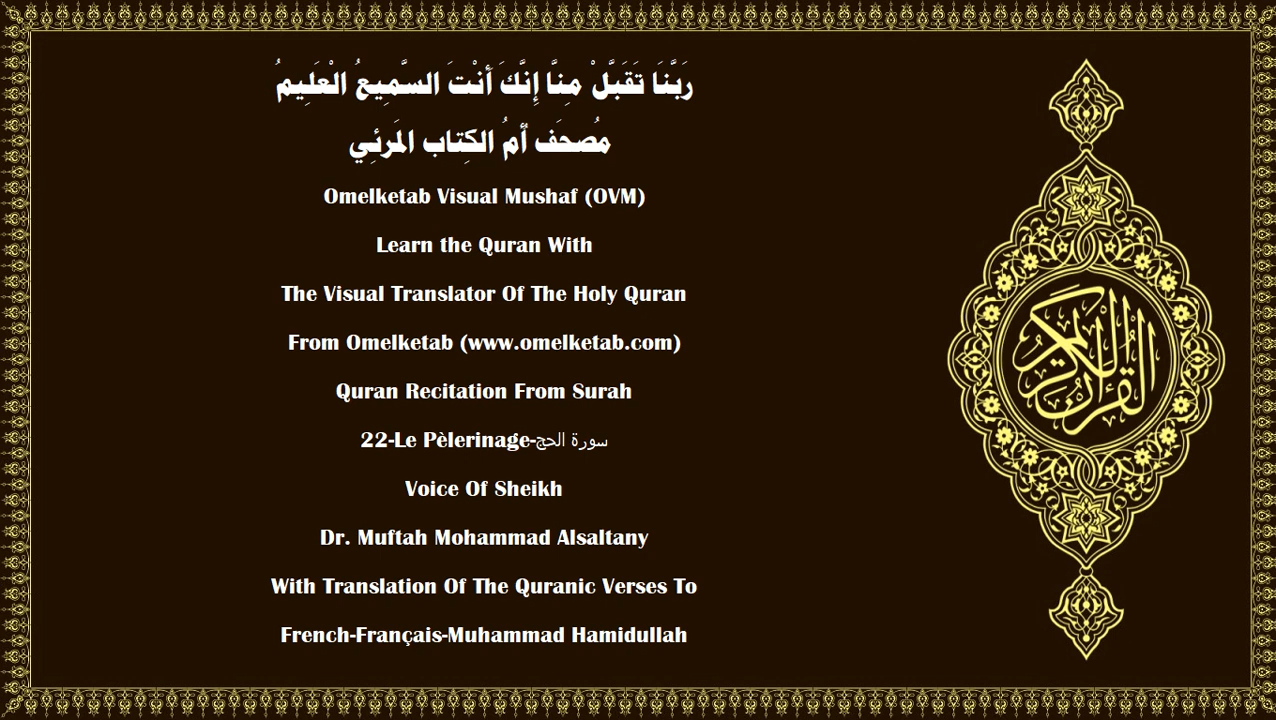 رَبَّنَا تَقَبَّلْ مِنَّا إِنَّكَ أَنْتَ السَّمِيعُ الْعَلِيمُ
مُصحَف أمُ الكِتاب المَرئِي
Omelketab Visual Mushaf (OVM)
Learn the Quran With
The Visual Translator Of The Holy Quran
From Omelketab (www.omelketab.com)
Quran Recitation From Surah
22-Le Pèlerinage-سورة الحج
Voice Of Sheikh
Dr. Muftah Mohammad Alsaltany
With Translation Of The Quranic Verses To
French-Français-Muhammad Hamidullah
القرآن الكريم